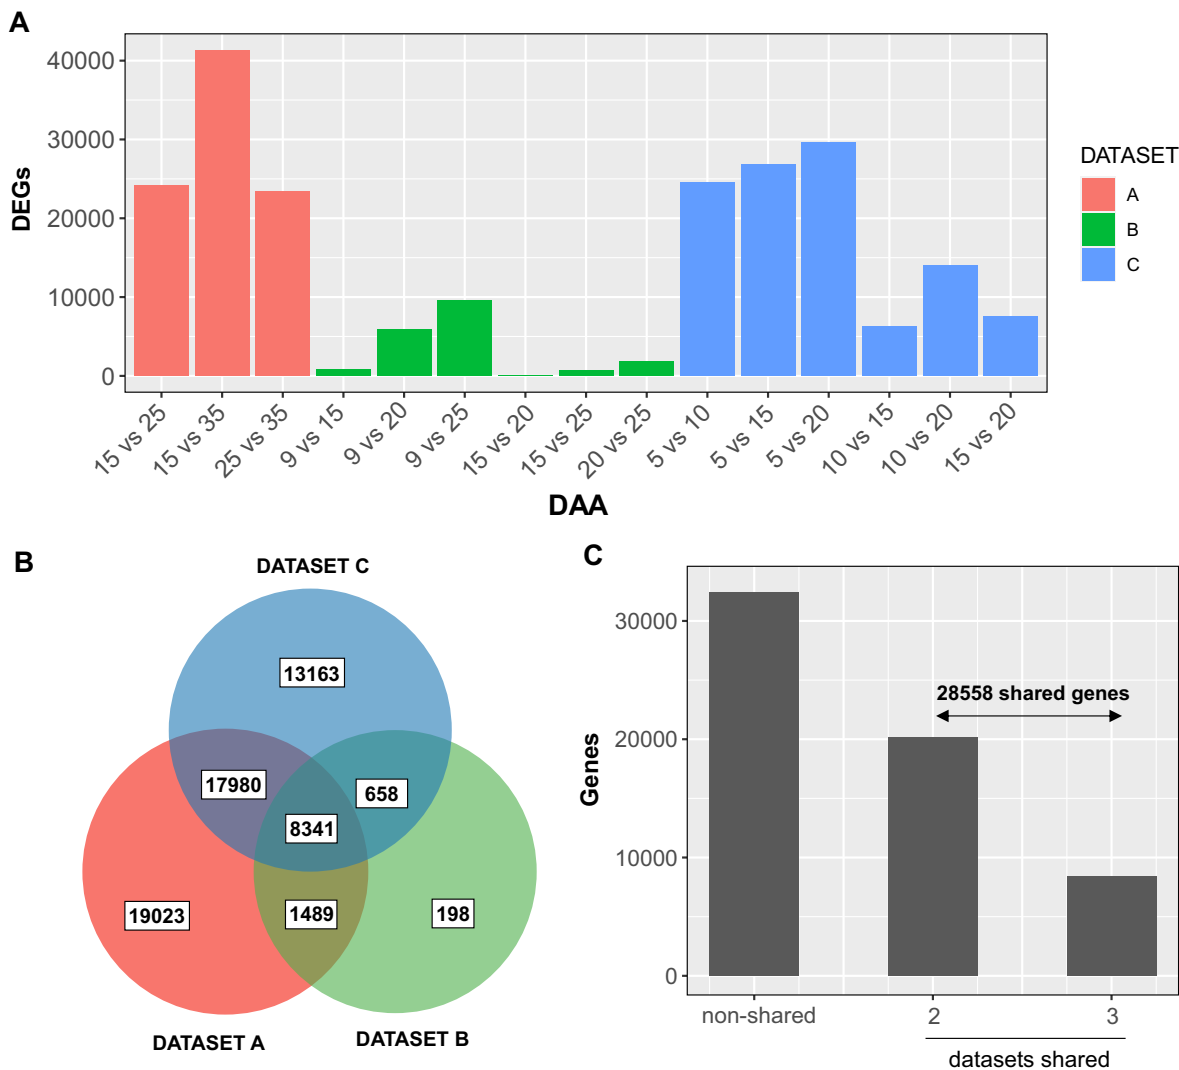 A
DEGs
40000
30000
20000
10000
0
15 vs 25
15 vs 35
25 vs 35
9 vs 15
9 vs 20
9 vs 25
15 vs 20
15 vs 25
20 vs 25
5 vs 10
5 vs 15
5 vs 20
10 vs 15
10 vs 20
15 vs 20
DAA
DATASET
A
B
C
B
DATASET C
13163
17980
658
8341
19023
1489
198
DATASET A
DATASET B
C
Genes
30000
20000
10000
0
28558 shared genes
non-shared
2
3
datasets shared